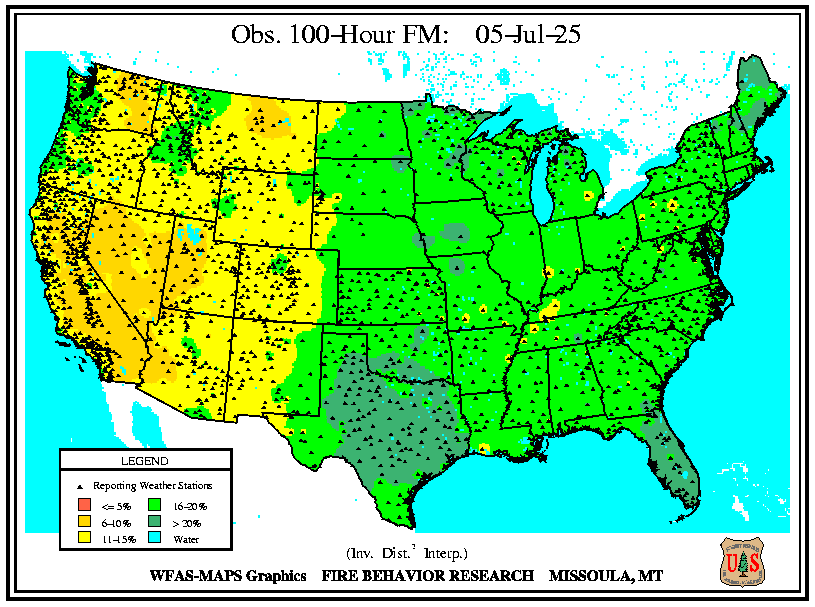 Obs. 100-Hour FM: 05-Jul-25
LEGEND
Reporting Weather Stations
<= 5%
16-20%
6-10%
> 20%
11-15%
Water
(Inv. Dist.² Interp.)
WFAS-MAPS Graphics FIRE BEHAVIOR RESEARCH MISSOULA, MT
U S